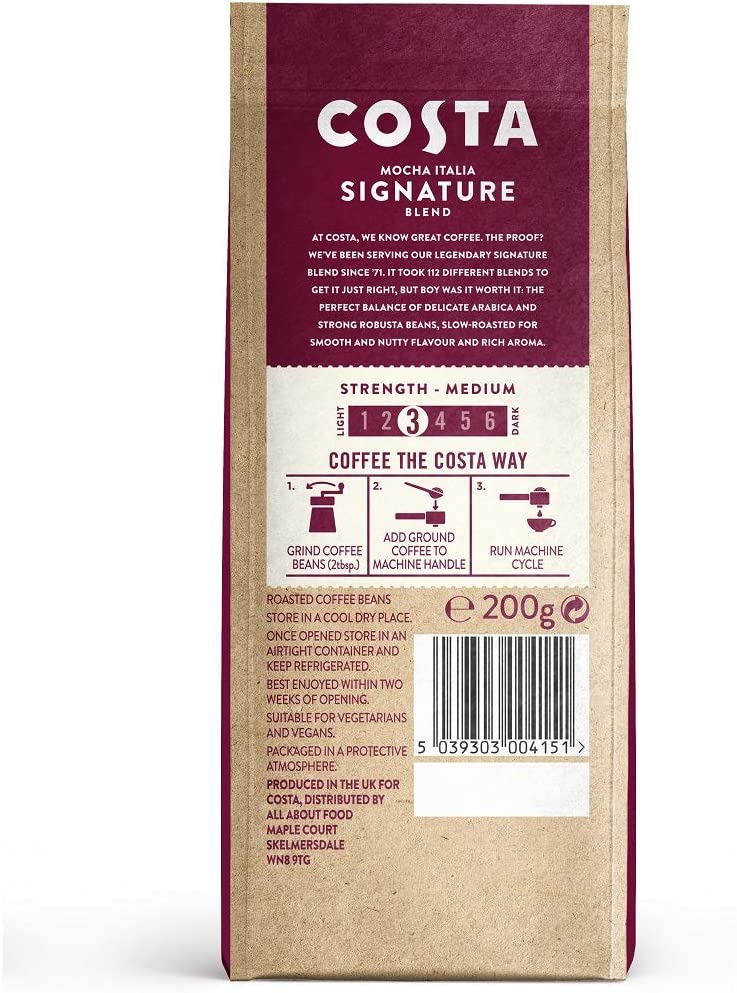 COSTA
MOCHA ITALIA
SIGNATURE
BLEND
AT COSTA, WE KNOW GREAT COFFEE. THE PROOF?
WE'VE BEEN SERVING OUR LEGENDARY SIGNATURE
BLEND SINCE '71. IT TOOK 112 DIFFERENT BLENDS TO
GET IT JUST RIGHT, BUT BOY WAS IT WORTH IT: THE
PERFECT BALANCE OF DELICATE ARABICA AND
STRONG ROBUSTA BEANS, SLOW-ROASTED FOR
SMOOTH AND NUTTY FLAVOUR AND RICH AROMA.
STRENGTH - MEDIUM
LIGHT 1 2 3 4 5 6 DARK
COFFEE THE COSTA WAY
1.
GRIND COFFEE
BEANS (2tbsp.)
2.
ADD GROUND
COFFEE TO
MACHINE HANDLE
3.
RUN MACHINE
CYCLE
ROASTED COFFEE BEANS
STORE IN A COOL DRY PLACE.
ONCE OPENED STORE IN AN
AIRTIGHT CONTAINER AND
KEEP REFRIGERATED.
BEST ENJOYED WITHIN TWO
WEEKS OF OPENING.
SUITABLE FOR VEGETARIANS
AND VEGANS.
PACKAGED IN A PROTECTIVE
ATMOSPHERE.
PRODUCED IN THE UK FOR
COSTA, DISTRIBUTED BY
ALL ABOUT FOOD
MAPLE COURT
SKELMERSDALE
WN8 9TG
℮ 200g
5 039303 004151 >